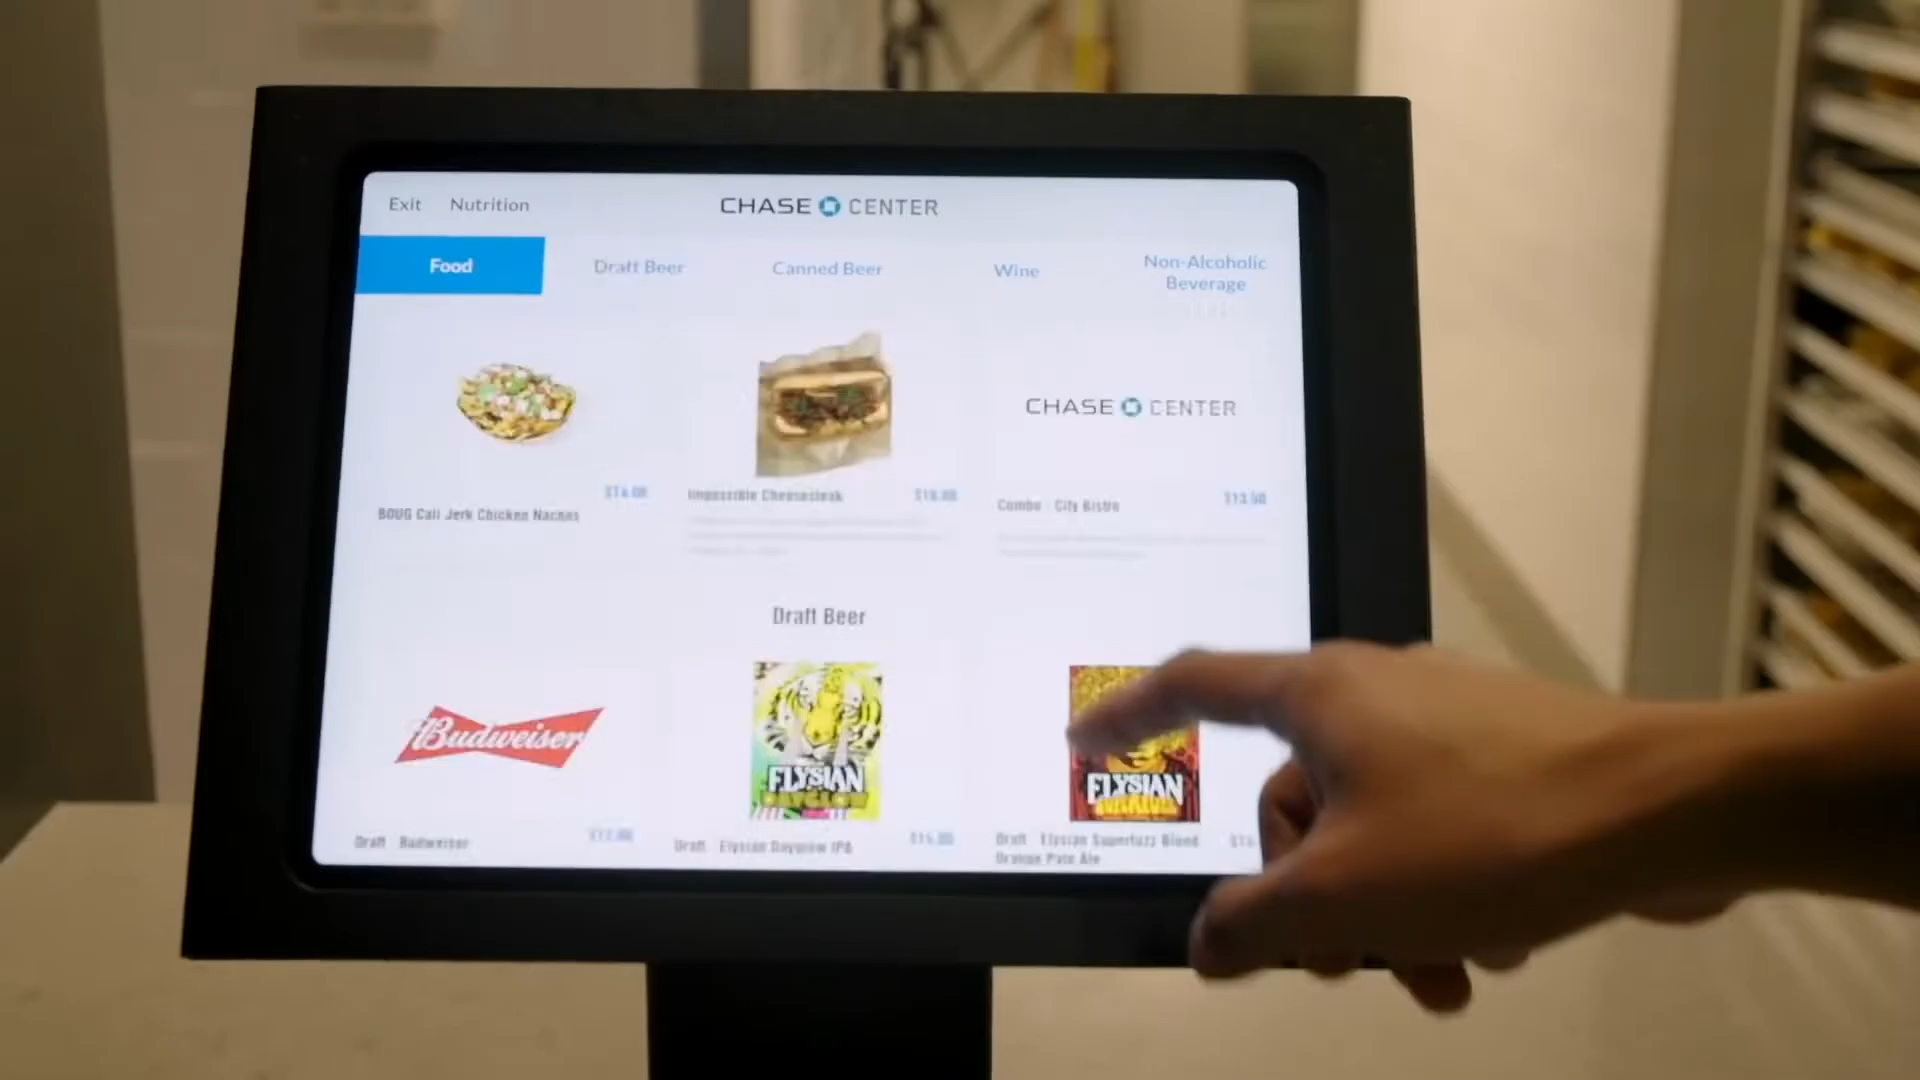 Exit Nutrition
CHASE CENTER
Food
Draft Beer
Canned Beer
Wine
Non-Alcoholic
Beverage
CHASE CENTER
Impossible Cheesesteak
Combo - City Bistro
BOUG Cali Jerk Chicken Nachos
Draft Beer
Budweiser
ELYSIAN
DAYGLOW
ELYSIAN
SUPERFUZZ
Draft - Budweiser
Draft - Elysian Dayglow IPA
Draft - Elysian Superfuzz Blood
Orange Pale Ale